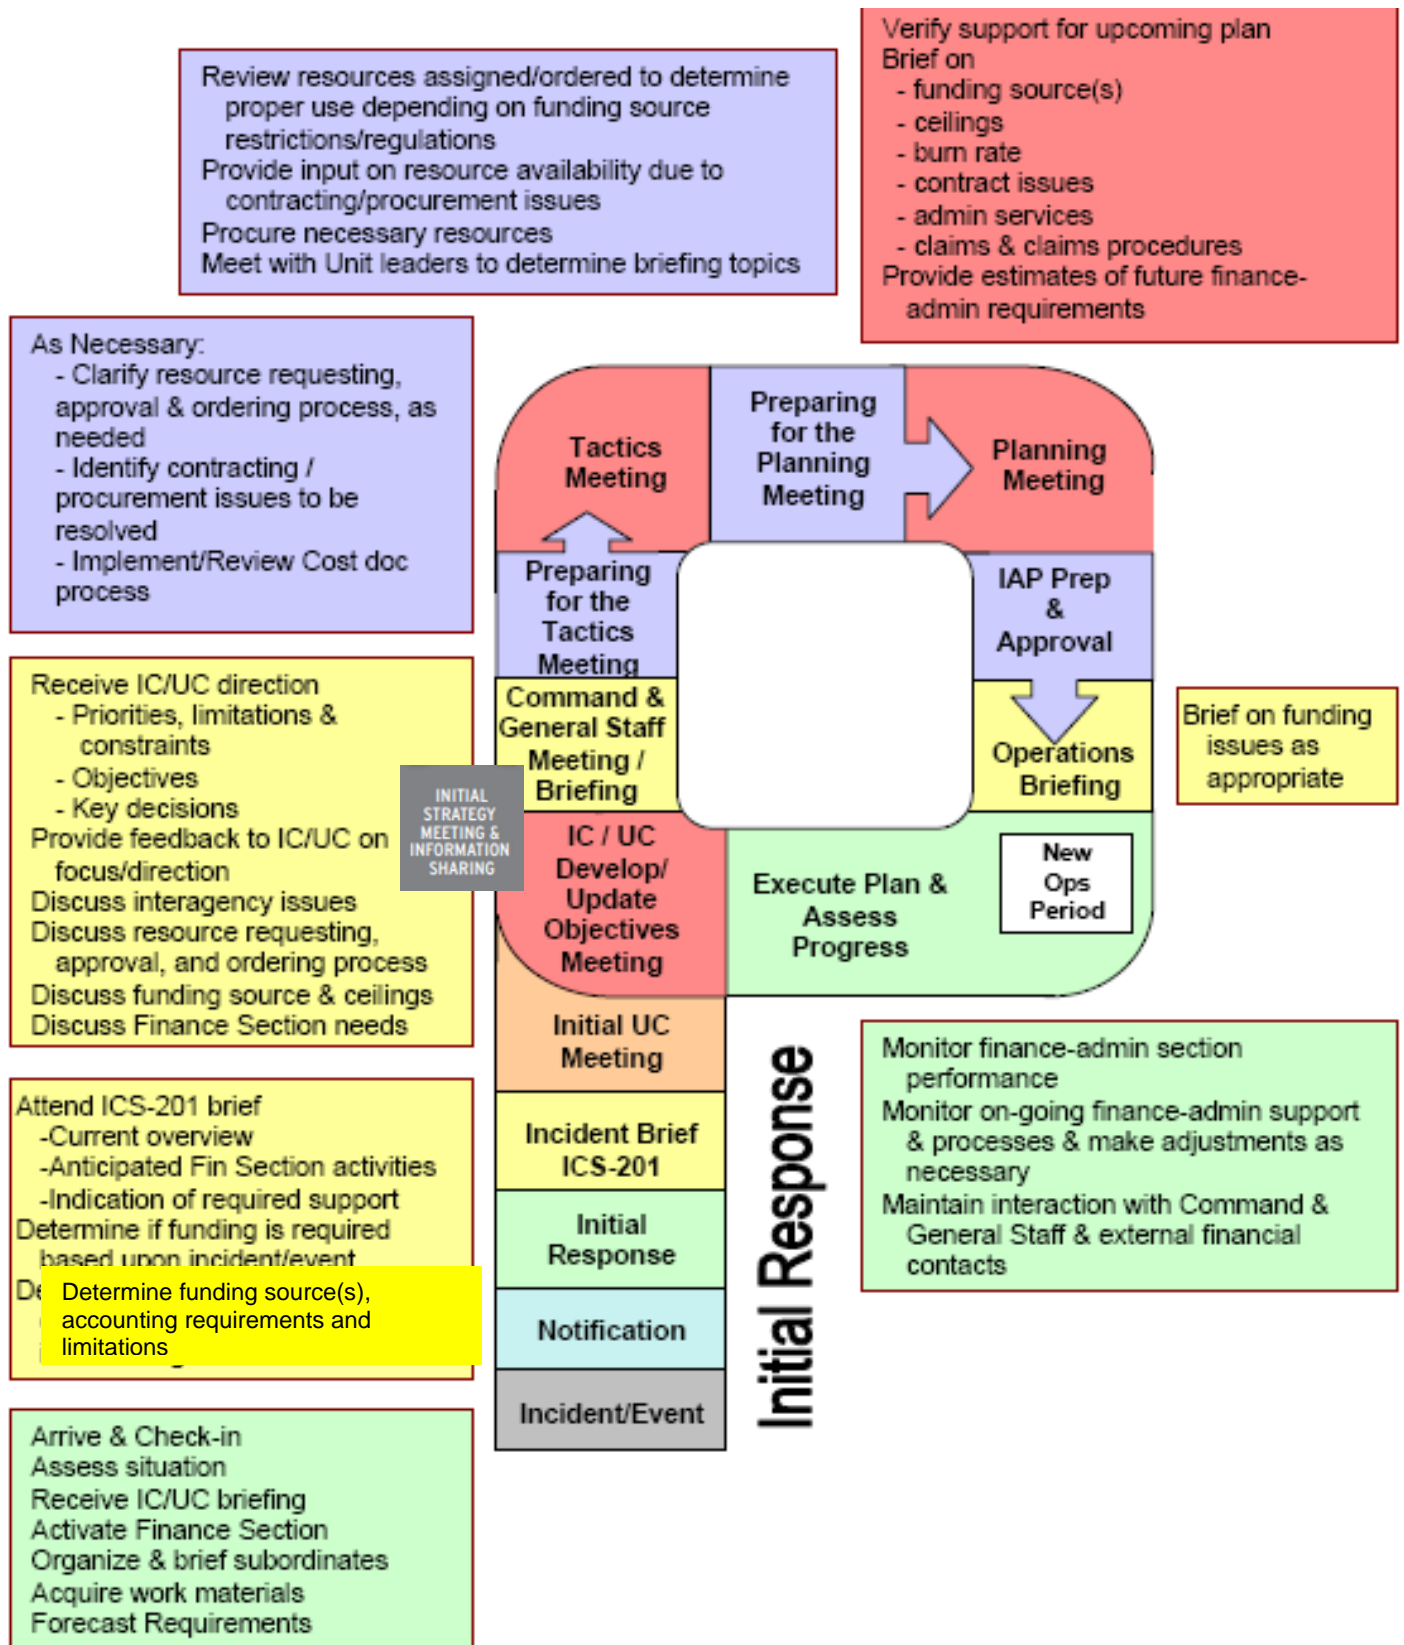 Verify support for upcoming plan
Brief on
- funding source(s)
- ceilings
- burn rate
- contract issues
- admin services
- claims & claims procedures
Provide estimates of future finance-
admin requirements
Review resources assigned/ordered to determine
proper use depending on funding source
restrictions/regulations
Provide input on resource availability due to
contracting/procurement issues
Procure necessary resources
Meet with Unit leaders to determine briefing topics
As Necessary:
- Clarify resource requesting,
approval & ordering process, as
needed
- Identify contracting /
procurement issues to be
resolved
- Implement/Review Cost doc
process
Tactics
Meeting
Preparing
for the
Planning
Meeting
Planning
Meeting
Preparing
for the
Tactics
Meeting
IAP Prep
&
Approval
Receive IC/UC direction
- Priorities, limitations &
constraints
- Objectives
- Key decisions
Provide feedback to IC/UC on
focus/direction
Discuss interagency issues
Discuss resource requesting,
approval, and ordering process
Discuss funding source & ceilings
Discuss Finance Section needs
Command &
General Staff
Meeting /
Briefing
INITIAL
STRATEGY
MEETING &
INFORMATION
SHARING
Operations
Briefing
Brief on funding
issues as
appropriate
IC / UC
Develop/
Update
Objectives
Meeting
Execute Plan &
Assess
Progress
New
Ops
Period
Initial UC
Meeting
Incident Brief
ICS-201
Initial
Response
Notification
Incident/Event
Initial Response
Monitor finance-admin section
performance
Monitor on-going finance-admin support
& processes & make adjustments as
necessary
Maintain interaction with Command &
General Staff & external financial
contacts
Attend ICS-201 brief
-Current overview
-Anticipated Fin Section activities
-Indication of required support
Determine if funding is required
based upon incident/event
Determine funding source(s),
accounting requirements and
limitations
Arrive & Check-in
Assess situation
Receive IC/UC briefing
Activate Finance Section
Organize & brief subordinates
Acquire work materials
Forecast Requirements